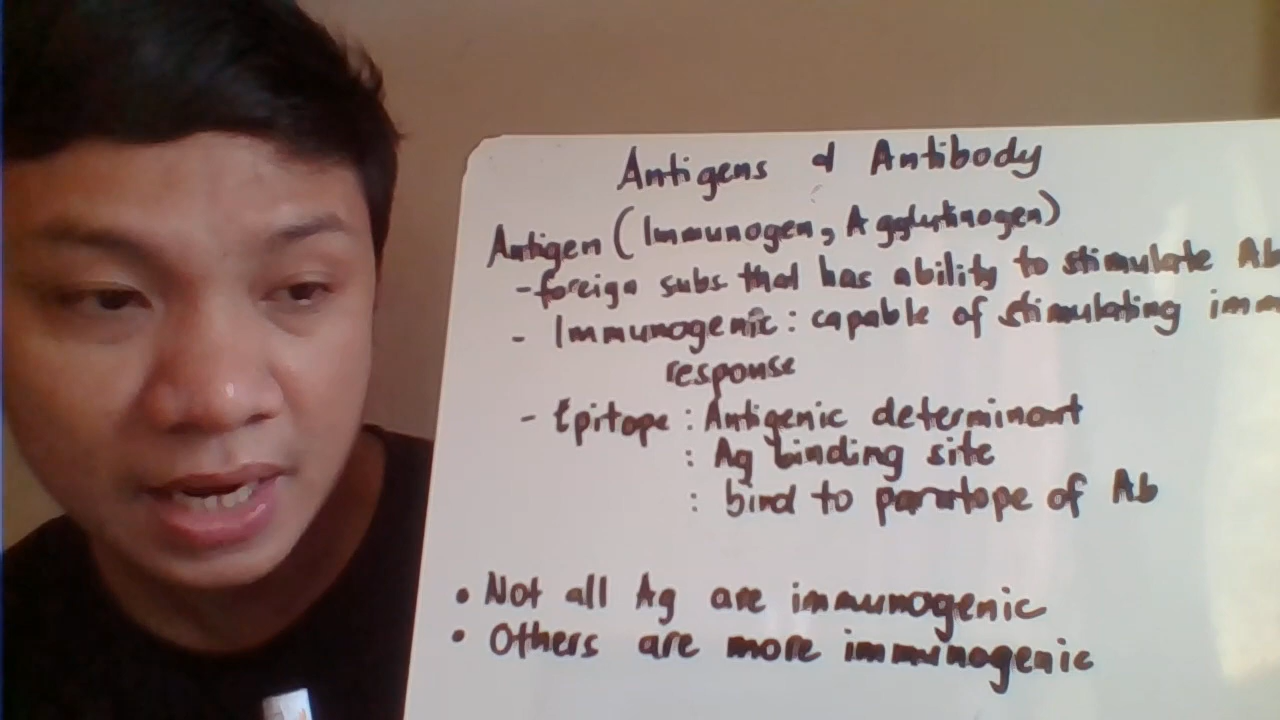 Antigens & Antibody
Antigen (Immunogen, Agglutinogen)
-foreign subs that has ability to stimulate Ab
- Immunogenic : capable of stimulating imm
response
- Epitope : Antigenic determinant
: Ag binding site
: bind to paratope of Ab
• Not all Ag are immunogenic
• Others are more immunogenic